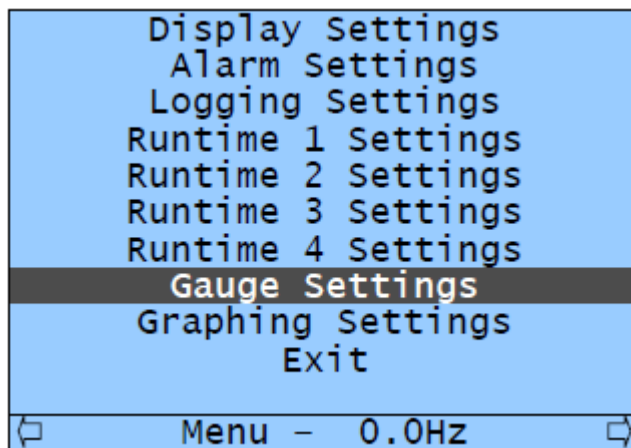 Display Settings
Alarm Settings
Logging Settings
Runtime 1 Settings
Runtime 2 Settings
Runtime 3 Settings
Runtime 4 Settings
Gauge Settings
Graphing Settings
Exit
Menu - 0.0Hz